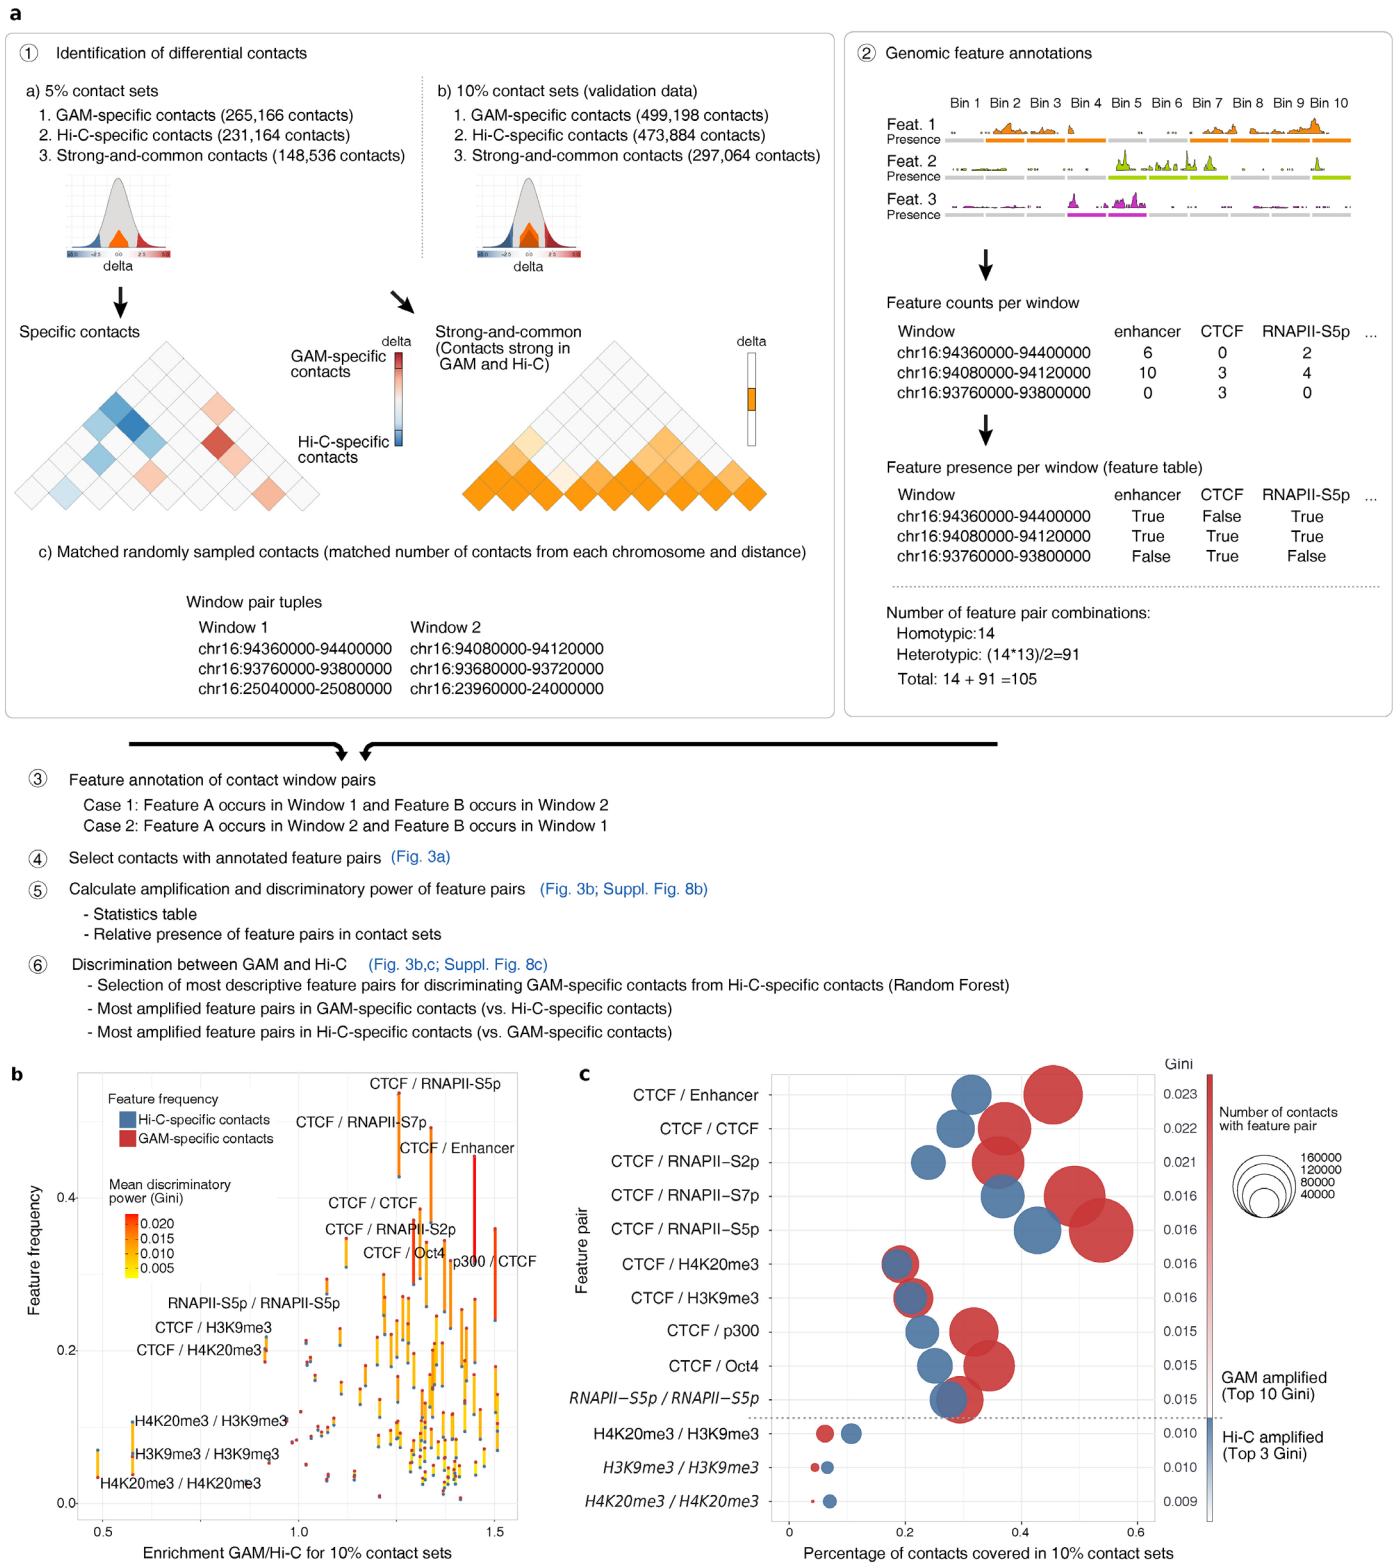 a
1 Identification of differential contacts
a) 5% contact sets
1. GAM-specific contacts (265,166 contacts)
2. Hi-C-specific contacts (231,164 contacts)
3. Strong-and-common contacts (148,536 contacts)
b) 10% contact sets (validation data)
1. GAM-specific contacts (499,198 contacts)
2. Hi-C-specific contacts (473,884 contacts)
3. Strong-and-common contacts (297,064 contacts)
delta
delta
Specific contacts
delta
GAM-specific
contacts
Hi-C-specific
contacts
Strong-and-common
(Contacts strong in
GAM and Hi-C)
delta
c) Matched randomly sampled contacts (matched number of contacts from each chromosome and distance)
Window pair tuples
Window 1 Window 2
chr16:94360000-94400000 chr16:94080000-94120000
chr16:93760000-93800000 chr16:93680000-93720000
chr16:25040000-25080000 chr16:23960000-24000000
2 Genomic feature annotations
Bin 1 Bin 2 Bin 3 Bin 4 Bin 5 Bin 6 Bin 7 Bin 8 Bin 9 Bin 10
Feat. 1
Presence
Feat. 2
Presence
Feat. 3
Presence
Feature counts per window
Window enhancer CTCF RNAPII-S5p ...
chr16:94360000-94400000 6 0 2
chr16:94080000-94120000 10 3 4
chr16:93760000-93800000 0 3 0
Feature presence per window (feature table)
Window enhancer CTCF RNAPII-S5p ...
chr16:94360000-94400000 True False True
chr16:94080000-94120000 True True True
chr16:93760000-93800000 False True False
Number of feature pair combinations:
Homotypic:14
Heterotypic: (14*13)/2=91
Total: 14 + 91 =105
3 Feature annotation of contact window pairs
Case 1: Feature A occurs in Window 1 and Feature B occurs in Window 2
Case 2: Feature A occurs in Window 2 and Feature B occurs in Window 1
4 Select contacts with annotated feature pairs (Fig. 3a)
5 Calculate amplification and discriminatory power of feature pairs (Fig. 3b; Suppl. Fig. 8b)
- Statistics table
- Relative presence of feature pairs in contact sets
6 Discrimination between GAM and Hi-C (Fig. 3b,c; Suppl. Fig. 8c)
- Selection of most descriptive feature pairs for discriminating GAM-specific contacts from Hi-C-specific contacts (Random Forest)
- Most amplified feature pairs in GAM-specific contacts (vs. Hi-C-specific contacts)
- Most amplified feature pairs in Hi-C-specific contacts (vs. GAM-specific contacts)
b
Feature frequency
Hi-C-specific contacts
GAM-specific contacts
Mean discriminatory
power (Gini)
0.020
0.015
0.010
0.005
CTCF / RNAPII-S5p
CTCF / RNAPII-S7p
CTCF / Enhancer
CTCF / CTCF
CTCF / RNAPII-S2p
CTCF / Oct4
p300 / CTCF
RNAPII-S5p / RNAPII-S5p
CTCF / H3K9me3
CTCF / H4K20me3
H4K20me3 / H3K9me3
H3K9me3 / H3K9me3
H4K20me3 / H4K20me3
Feature frequency
0.4
0.2
0.0
0.5 1.0 1.5
Enrichment GAM/Hi-C for 10% contact sets
c
Gini
CTCF / Enhancer 0.023
CTCF / CTCF 0.022
CTCF / RNAPII−S2p 0.021
CTCF / RNAPII−S7p 0.016
CTCF / RNAPII−S5p 0.016
CTCF / H4K20me3 0.016
CTCF / H3K9me3 0.016
CTCF / p300 0.015
CTCF / Oct4 0.015
RNAPII−S5p / RNAPII−S5p 0.015
H4K20me3 / H3K9me3 0.010
H3K9me3 / H3K9me3 0.010
H4K20me3 / H4K20me3 0.009
Feature pair
0 0.2 0.4 0.6
Percentage of contacts covered in 10% contact sets
Number of contacts
with feature pair
160000
120000
80000
40000
GAM amplified
(Top 10 Gini)
Hi-C amplified
(Top 3 Gini)